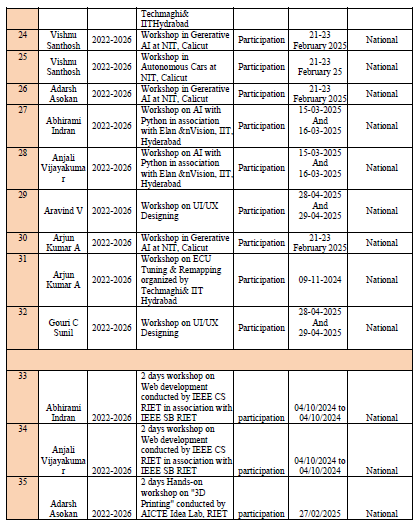 Techmaghi&
IITHydrabad
24 Vishnu Santhosh 2022-2026 Workshop in Gererative AI at NIT, Calicut Participation 21-23 February 2025 National
25 Vishnu Santhosh 2022-2026 Workshop in Autonomous Cars at NIT, Calicut Participation 21-23 February 25 National
26 Adarsh Asokan 2022-2026 Workshop in Gererative AI at NIT, Calicut Participation 21-23 February 2025 National
27 Abhirami Indran 2022-2026 Workshop on AI with Python in association with Elan &nVision, IIT, Hyderabad Participation 15-03-2025 And 16-03-2025 National
28 Anjali Vijayakuma r 2022-2026 Workshop on AI with Python in association with Elan &nVision, IIT, Hyderabad Participation 15-03-2025 And 16-03-2025 National
29 Aravind V 2022-2026 Workshop on UI/UX Designing Participation 28-04-2025 And 29-04-2025 National
30 Arjun Kumar A 2022-2026 Workshop in Gererative AI at NIT, Calicut Participation 21-23 February 2025 National
31 Arjun Kumar A 2022-2026 Workshop on ECU Tuning & Remapping organized by Techmaghi& IIT Hydrabad Participation 09-11-2024 National
32 Gouri C Sunil 2022-2026 Workshop on UI/UX Designing Participation 28-04-2025 And 29-04-2025 National
33 Abhirami Indran 2022-2026 2 days workshop on Web development conducted by IEEE CS RIET in association with IEEE SB RIET participation 04/10/2024 to 04/10/2024 National
34 Anjali Vijayakuma r 2022-2026 2 days workshop on Web development conducted by IEEE CS RIET in association with IEEE SB RIET participation 04/10/2024 to 04/10/2024 National
35 Adarsh Asokan 2022-2026 2 days Hands-on workshop on "3D Printing" conducted by AICTE Idea Lab, RIET participation 27/02/2025 National